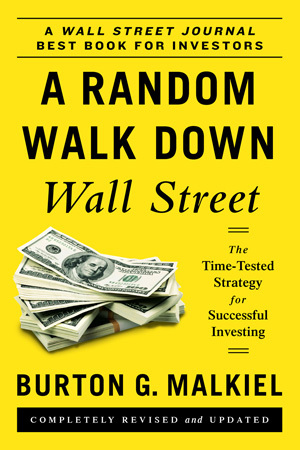 A WALL STREET JOURNAL
BEST BOOK FOR INVESTORS
A RANDOM
WALK DOWN
Wall Street
The
Time-Tested
Strategy
for
Successful
Investing
BURTON G. MALKIEL
COMPLETELY REVISED and UPDATED